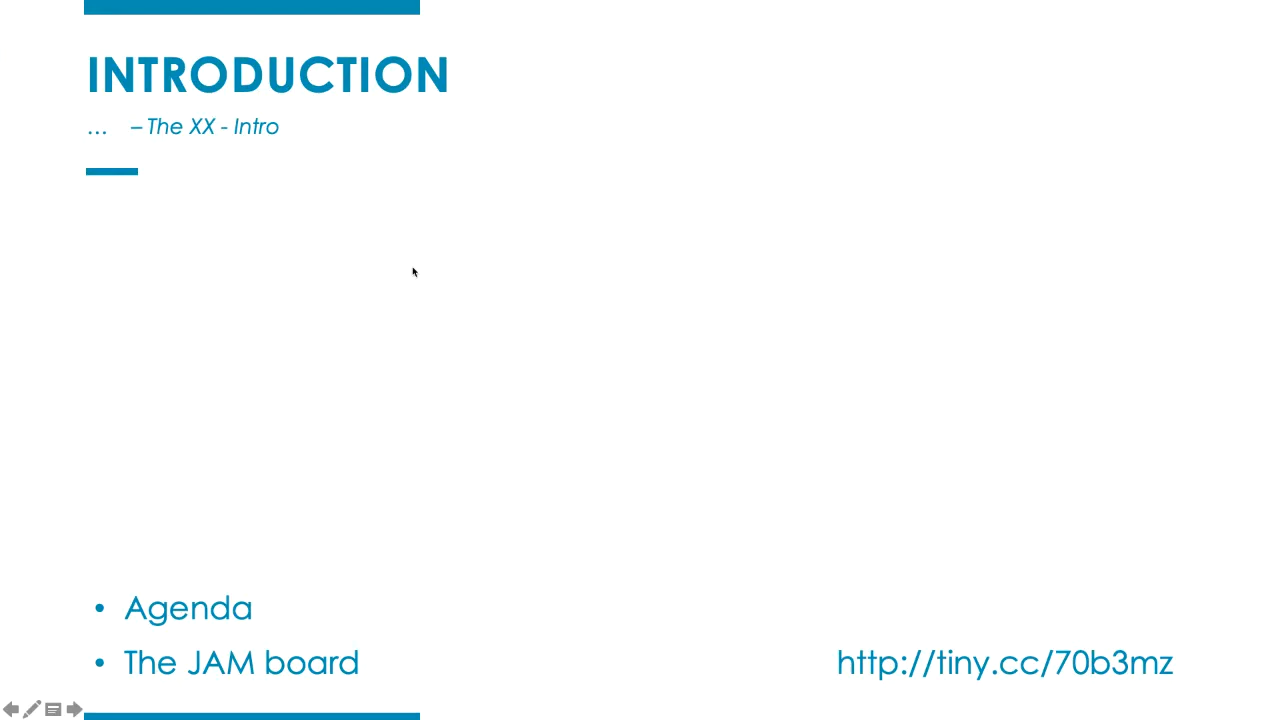 INTRODUCTION
... – The XX - Intro
• Agenda
• The JAM board
http://tiny.cc/70b3mz